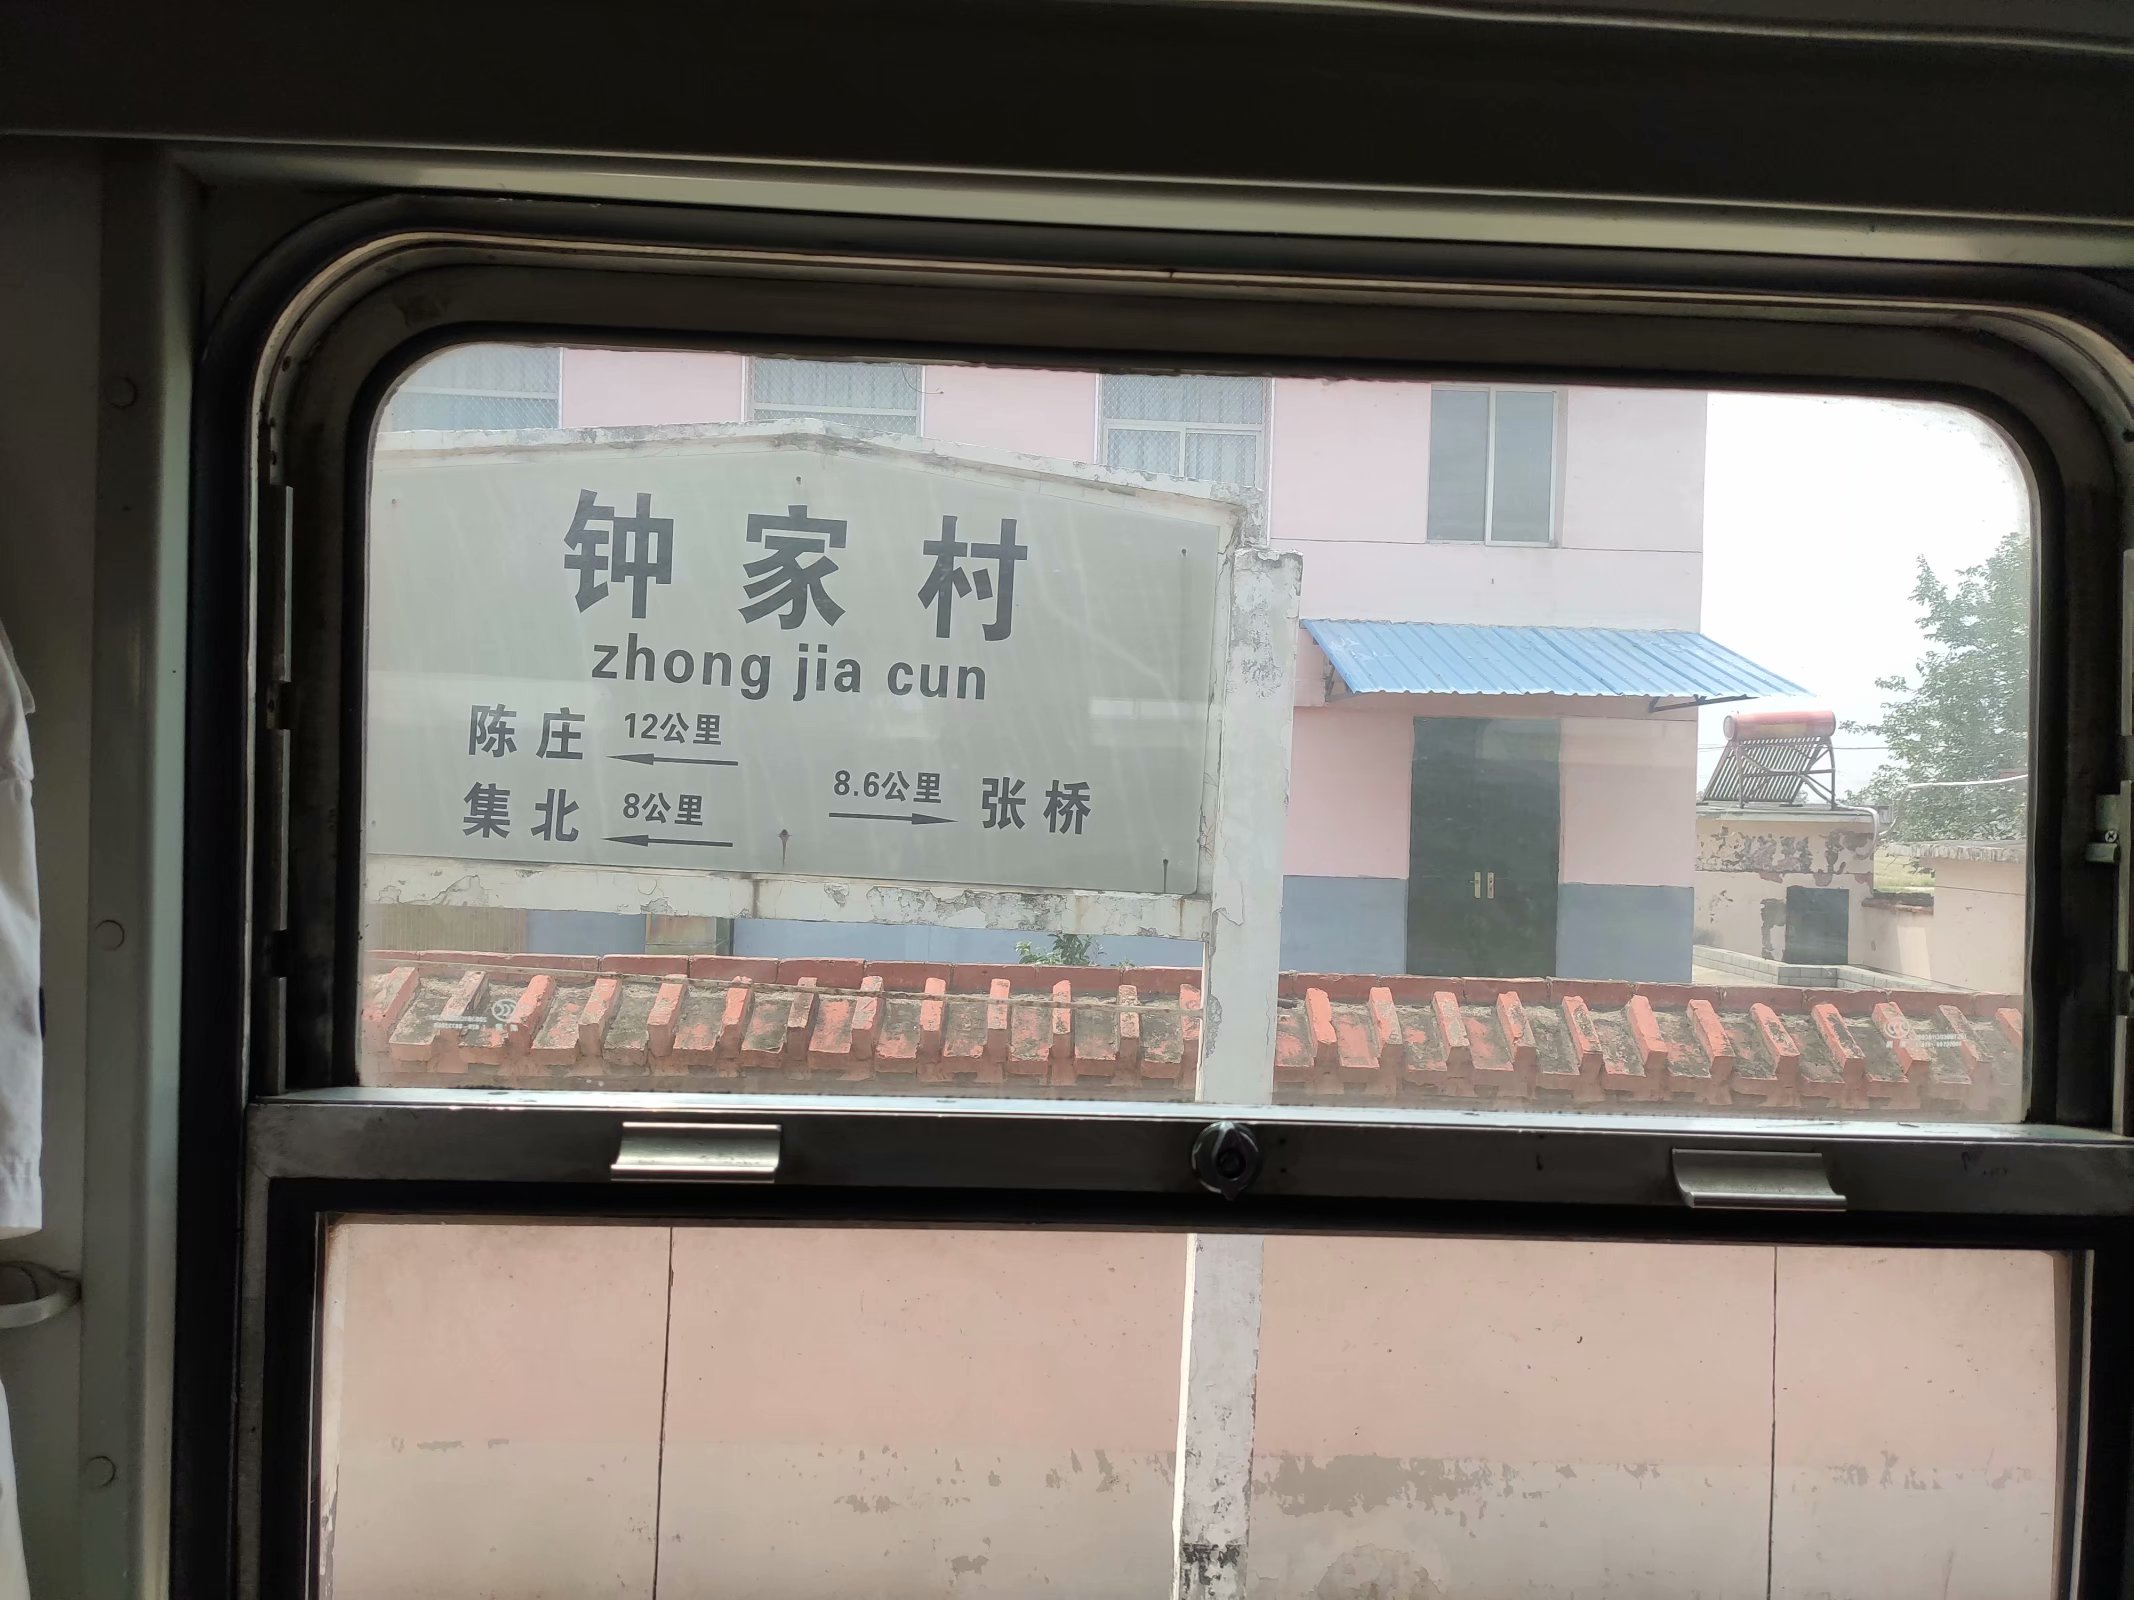 钟家村
zhong jia cun
陈庄 12公里
集北 8公里
8.6公里 张桥